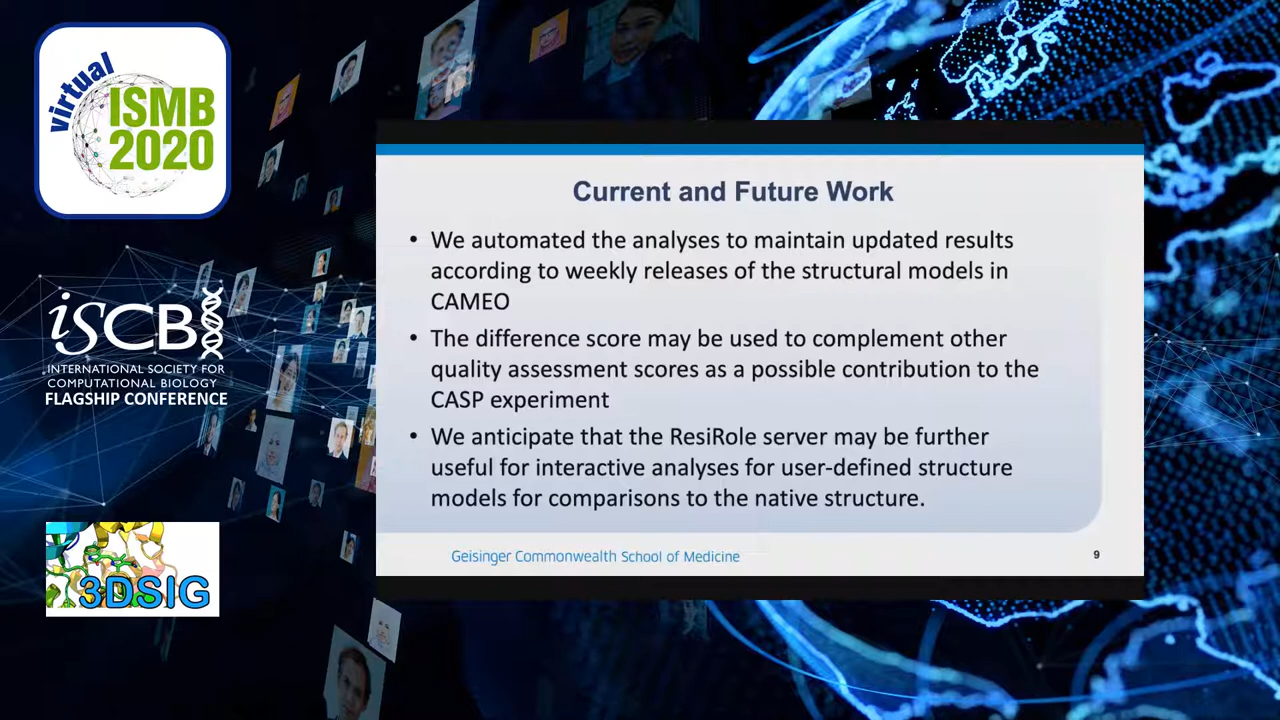 virtual
ISMB
2020
iSCB
INTERNATIONAL SOCIETY FOR
COMPUTATIONAL BIOLOGY
FLAGSHIP CONFERENCE
3DSIG
Current and Future Work
• We automated the analyses to maintain updated results
according to weekly releases of the structural models in
CAMEO
• The difference score may be used to complement other
quality assessment scores as a possible contribution to the
CASP experiment
• We anticipate that the ResiRole server may be further
useful for interactive analyses for user-defined structure
models for comparisons to the native structure.
Geisinger Commonwealth School of Medicine
9